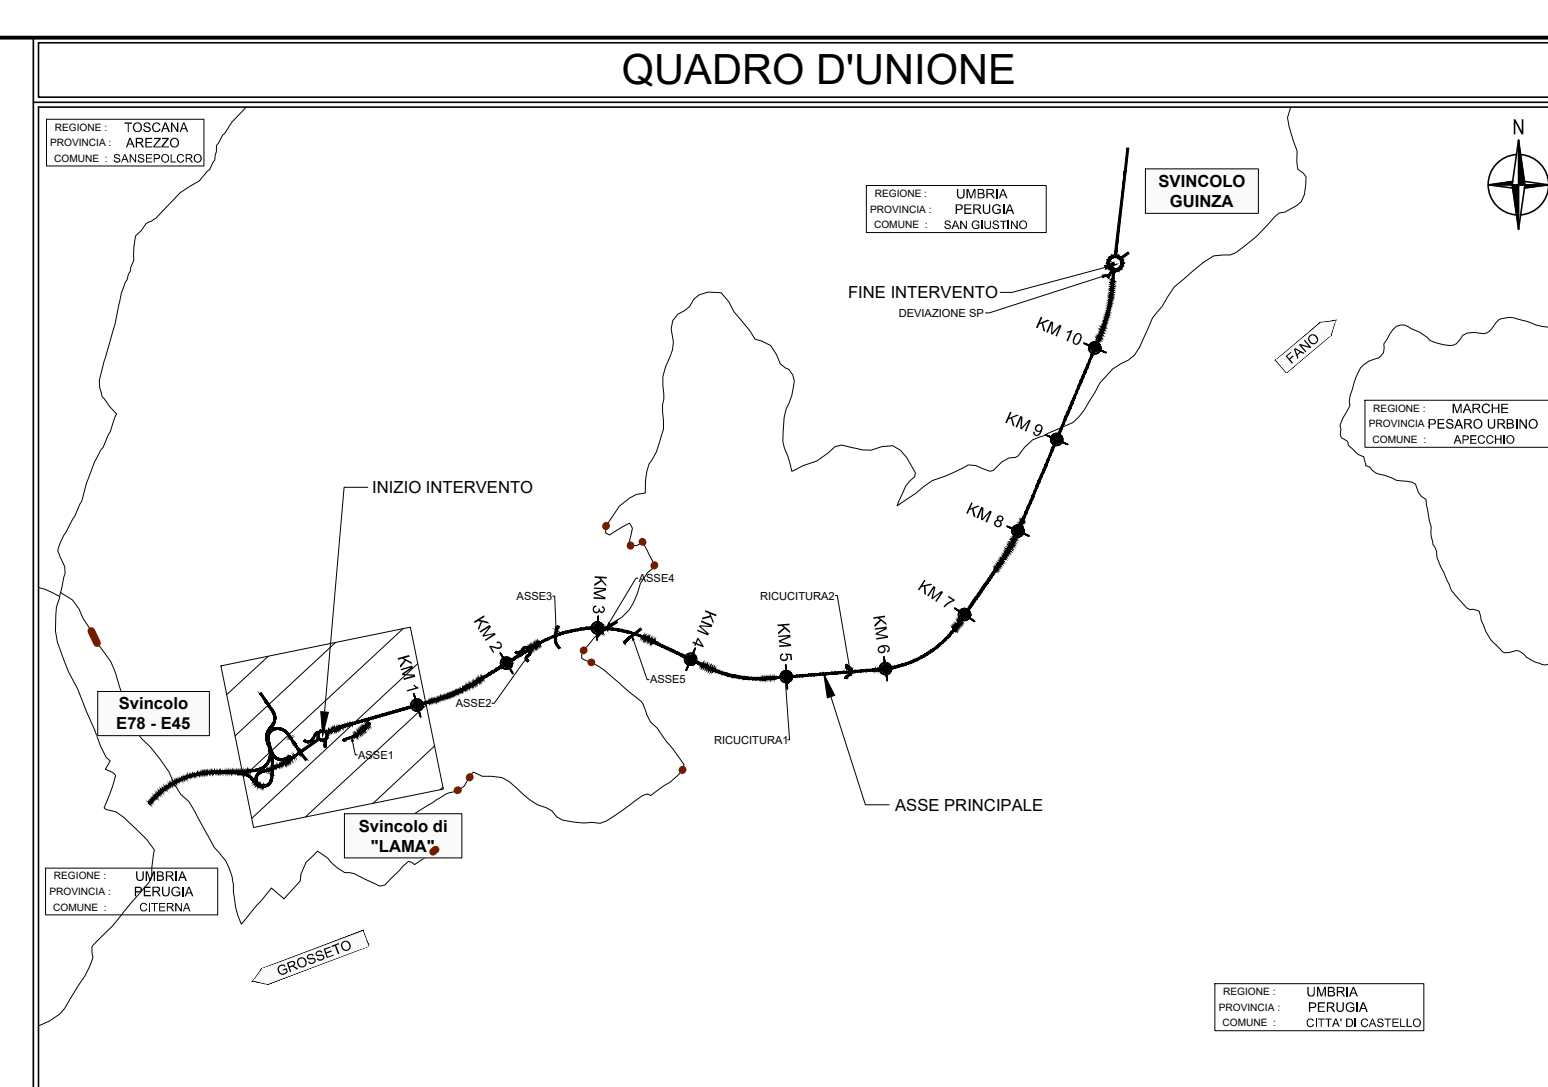 QUADRO D'UNIONE
REGIONE : TOSCANA
PROVINCIA : AREZZO
COMUNE : SANSEPOLCRO
N
SVINCOLO
GUINZA
REGIONE : UMBRIA
PROVINCIA : PERUGIA
COMUNE : SAN GIUSTINO
FINE INTERVENTO
DEVIAZIONE SP
KM 10
FANO
REGIONE : MARCHE
PROVINCIA PESARO URBINO
COMUNE : APECCHIO
KM 9
INIZIO INTERVENTO
KM 8
ASSE4
ASSE3
RICUCITURA2
KM 7
KM 3
KM 2
KM 4
KM 5
KM 6
KM 1
ASSE5
Svincolo
E78 - E45
ASSE2
RICUCITURA1
ASSE1
ASSE PRINCIPALE
Svincolo di
"LAMA"
REGIONE : UMBRIA
PROVINCIA : PERUGIA
COMUNE : CITERNA
GROSSETO
REGIONE : UMBRIA
PROVINCIA : PERUGIA
COMUNE : CITTA' DI CASTELLO